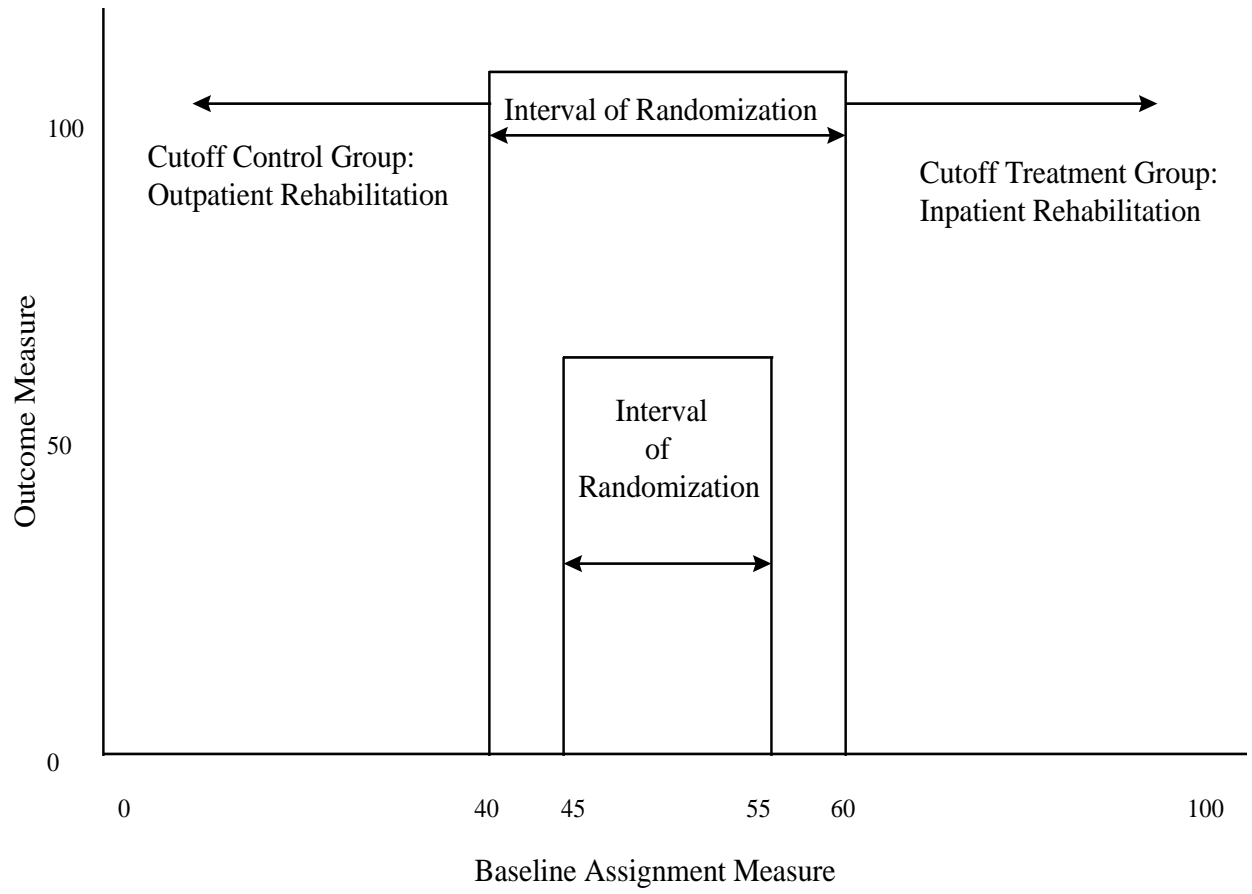 100
Interval of Randomization
Cutoff Control Group:
Outpatient Rehabilitation
Cutoff Treatment Group:
Inpatient Rehabilitation
Outcome Measure
50
Interval
of
Randomization
0
0 40 45 55 60 100
Baseline Assignment Measure